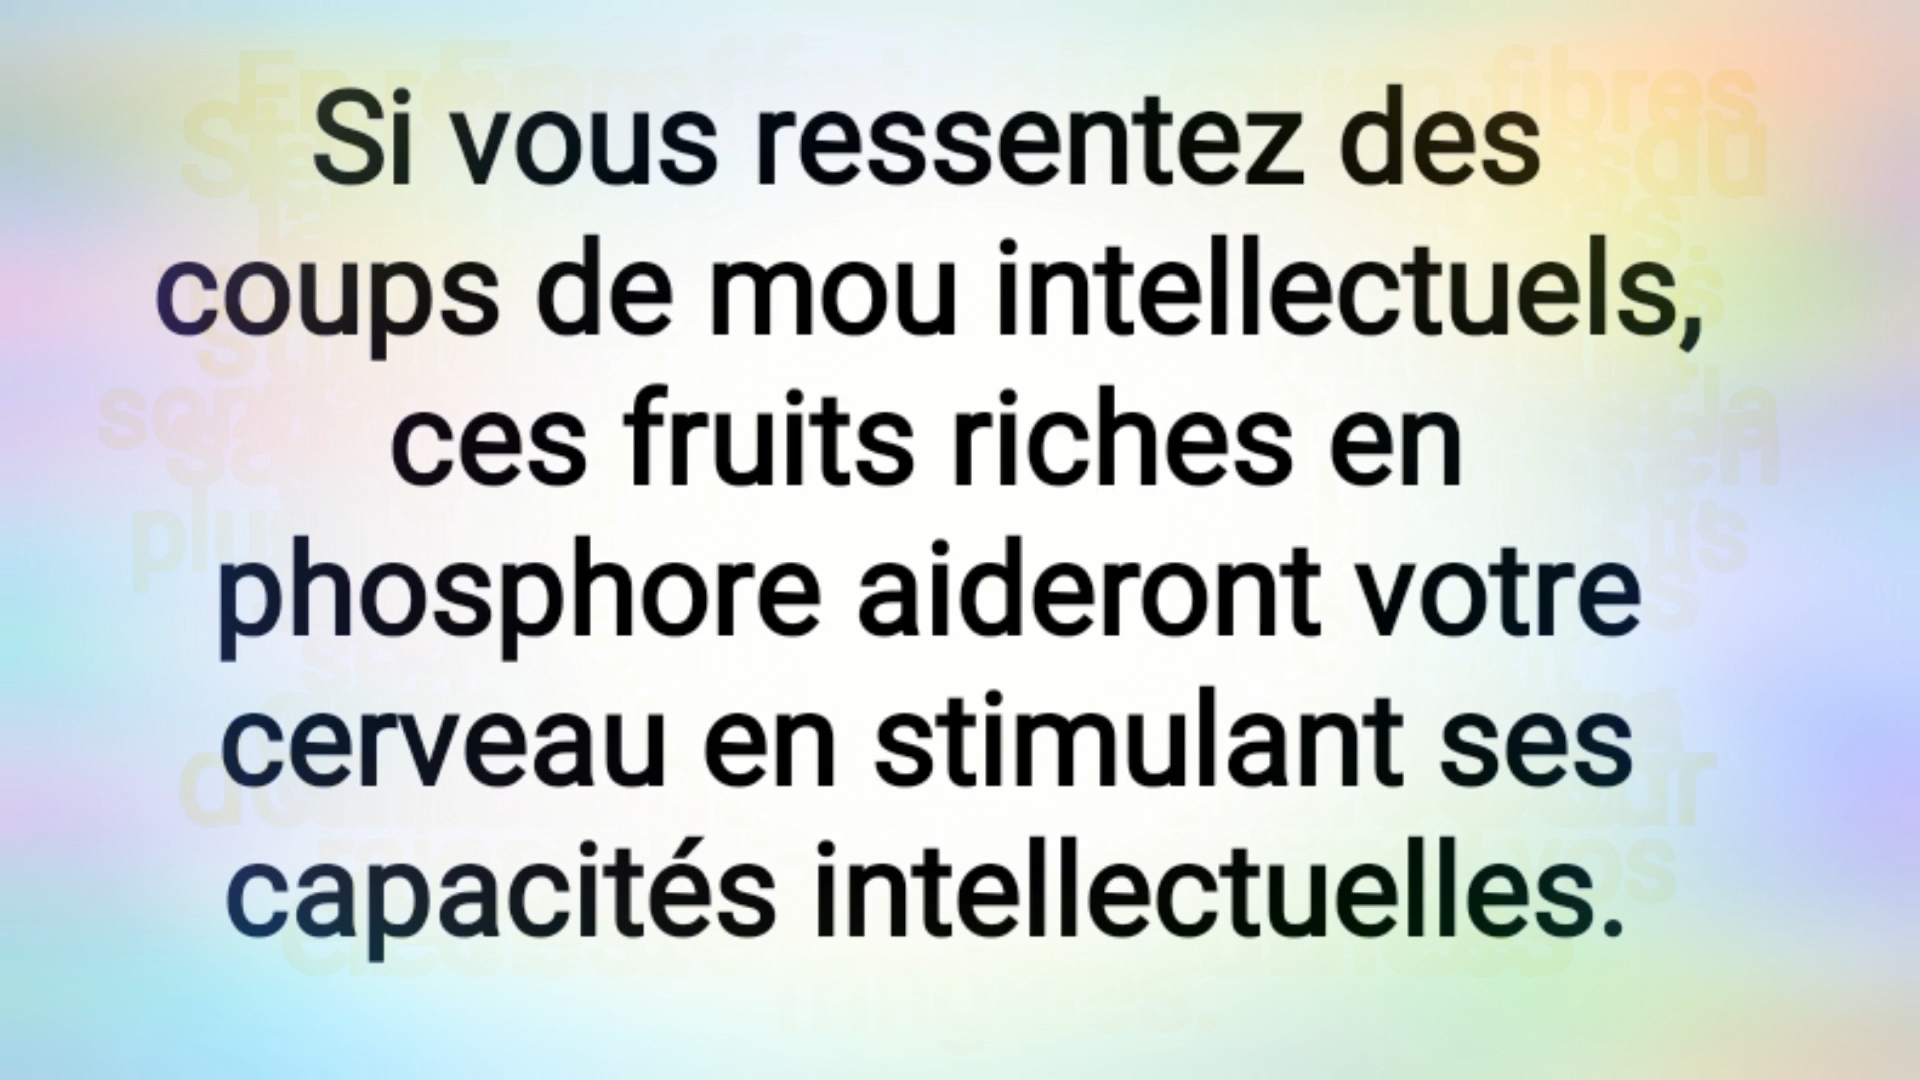 Si vous ressentez des
coups de mou intellectuels,
ces fruits riches en
phosphore aideront votre
cerveau en stimulant ses
capacités intellectuelles.